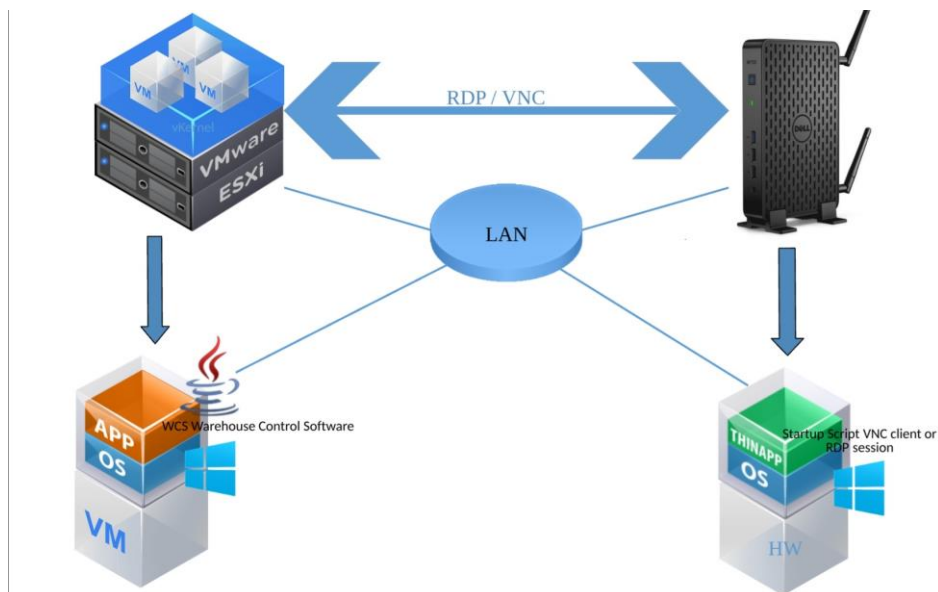 VM
VM
VM
vKernel
VMware
ESXi
RDP / VNC
DELL
LAN
APP
OS
VM
WCS Warehouse Control Software
THINAPP
OS
HW
Startup Script VNC client or
RDP session